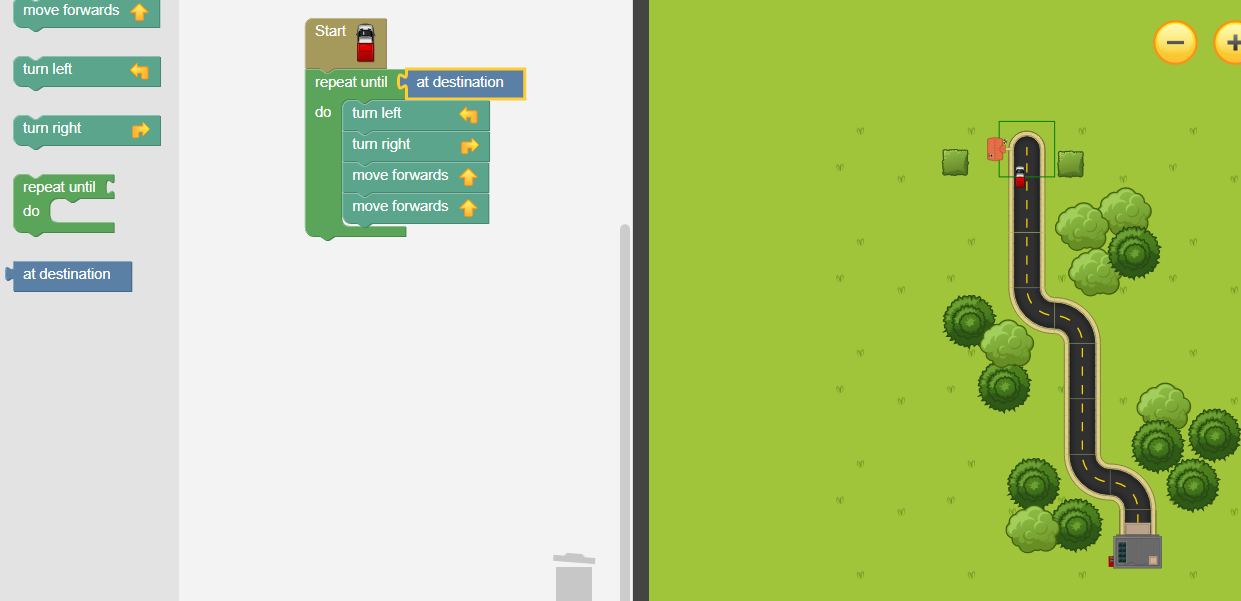 move forwards
turn left
turn right
repeat until
do
at destination
Start
repeat until at destination
do turn left
turn right
move forwards
move forwards